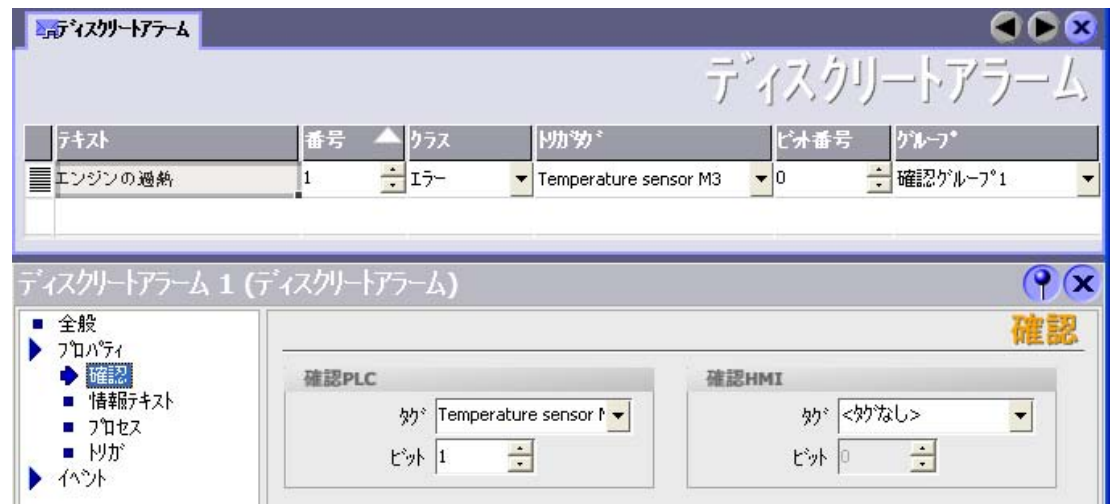 ディスクリートアラーム
ディスクリートアラーム
テキスト 番号 クラス トリガタグ ビット番号 グループ
エンジンの過熱 1 エラー Temperature sensor M3 0 確認グループ1
ディスクリートアラーム 1 (ディスクリートアラーム)
全般
プロパティ
確認
情報テキスト
プロセス
トリガ
イベント
確認
確認PLC
タグ Temperature sensor M
ビット 1
確認HMI
タグ <タグなし>
ビット 0